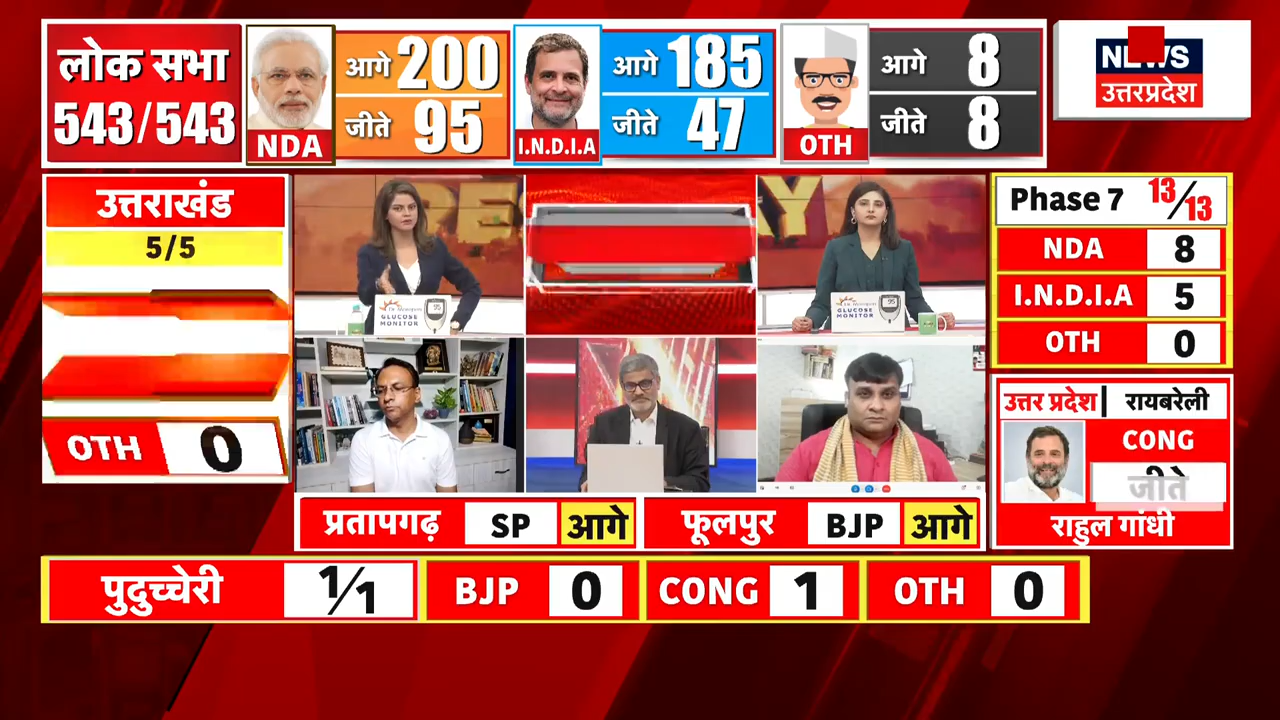 लोक सभा
543/543
NDA
आगे 200
जीते 95
I.N.D.I.A
आगे 185
जीते 47
OTH
आगे 8
जीते 8
NEWS
उत्तरप्रदेश
उत्तराखंड
5/5
OTH 0
GLUCOSE
MONITOR
95
GLUCOSE
MONITOR
95
Phase 7 13/13
NDA 8
I.N.D.I.A 5
OTH 0
उत्तर प्रदेश रायबरेली
CONG
जीते
राहुल गांधी
प्रतापगढ़ SP आगे
फूलपुर BJP आगे
पुदुच्चेरी 1/1 BJP 0 CONG 1 OTH 0